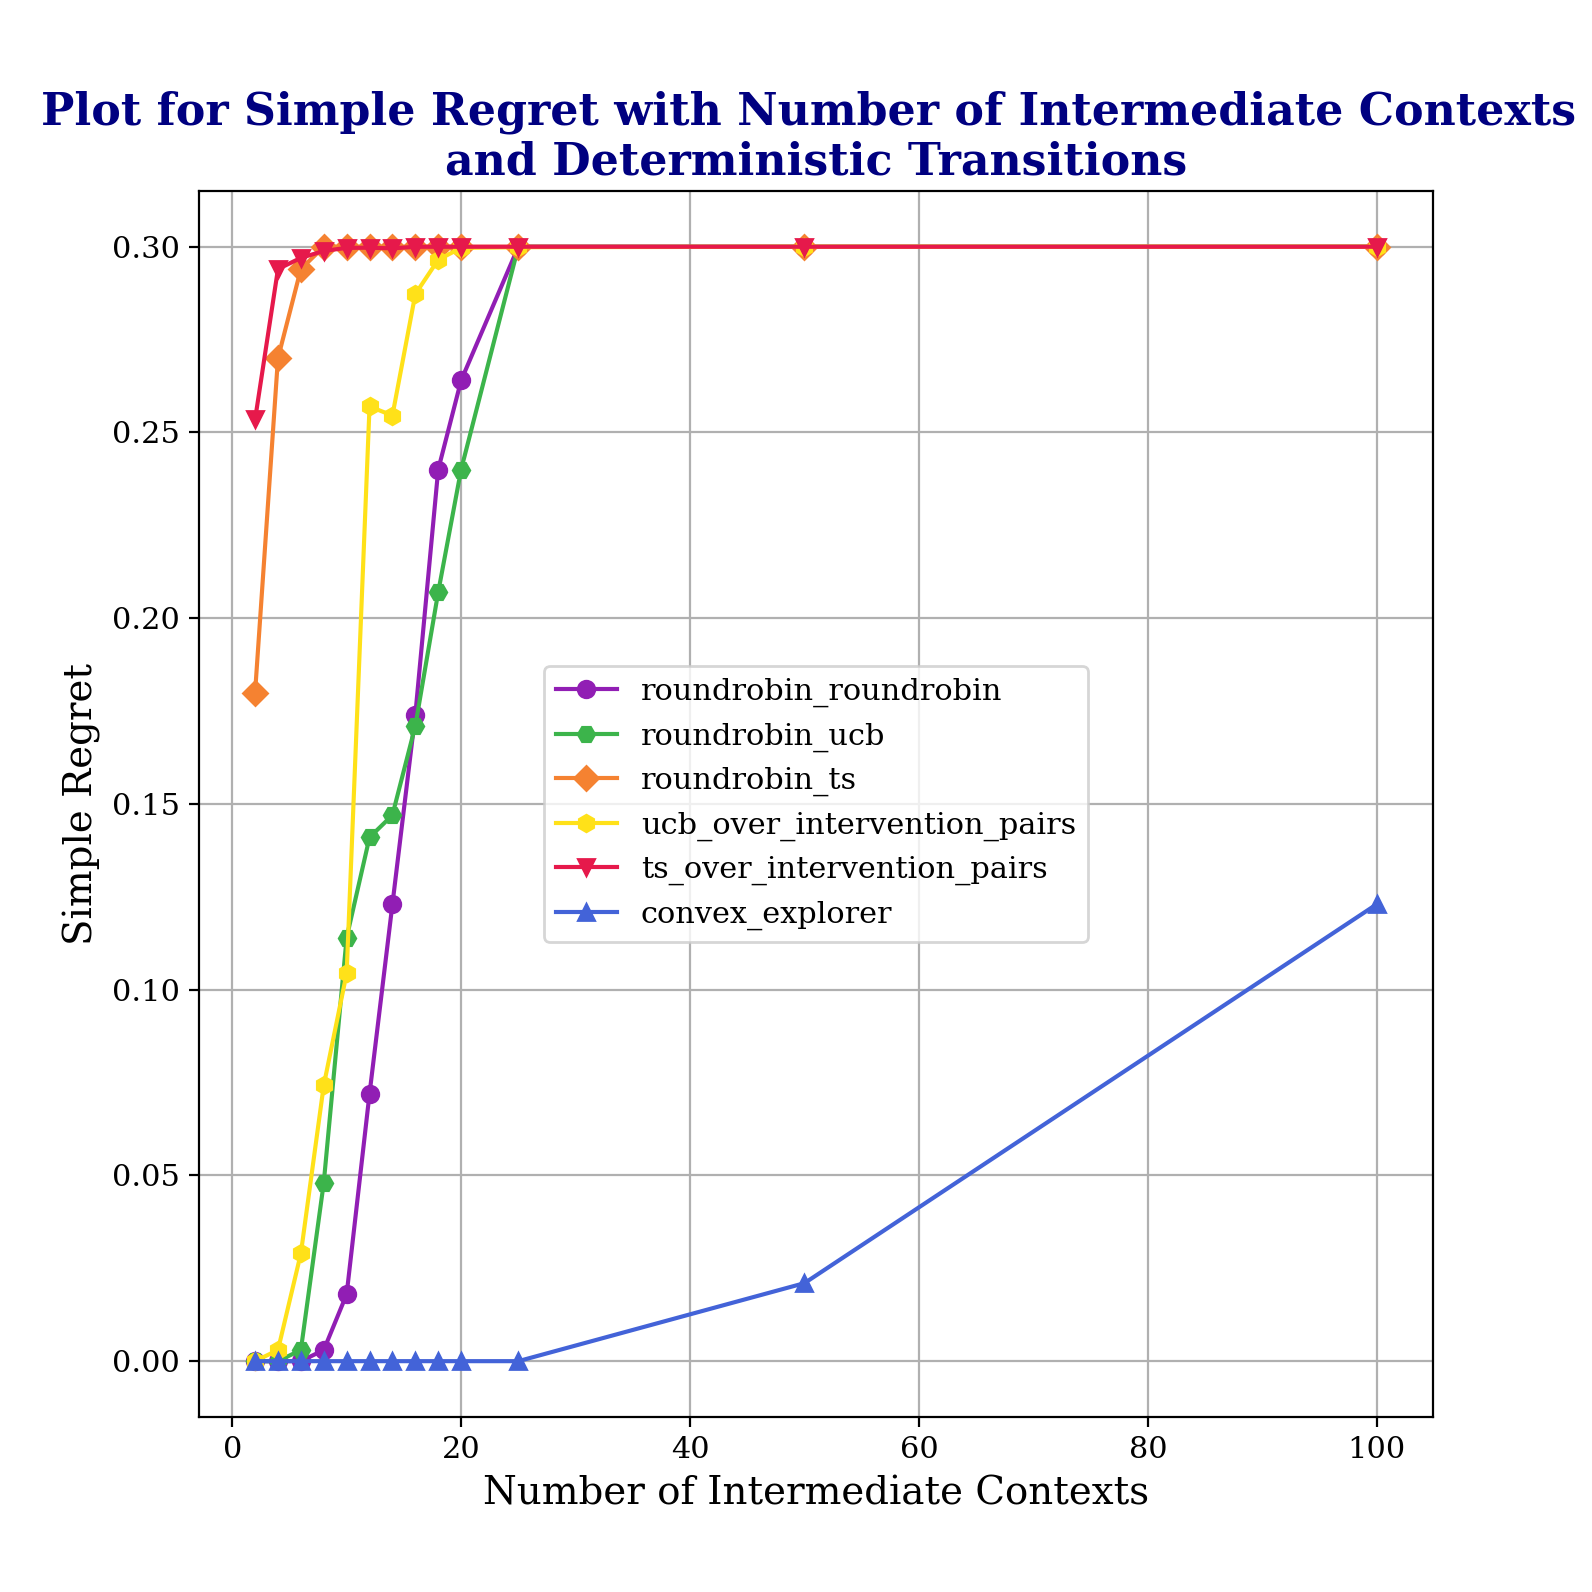 Plot for Simple Regret with Number of Intermediate Contexts
and Deterministic Transitions
Simple Regret
0.30
0.25
0.20
0.15
0.10
0.05
0.00
roundrobin_roundrobin
roundrobin_ucb
roundrobin_ts
ucb_over_intervention_pairs
ts_over_intervention_pairs
convex_explorer
0 20 40 60 80 100
Number of Intermediate Contexts